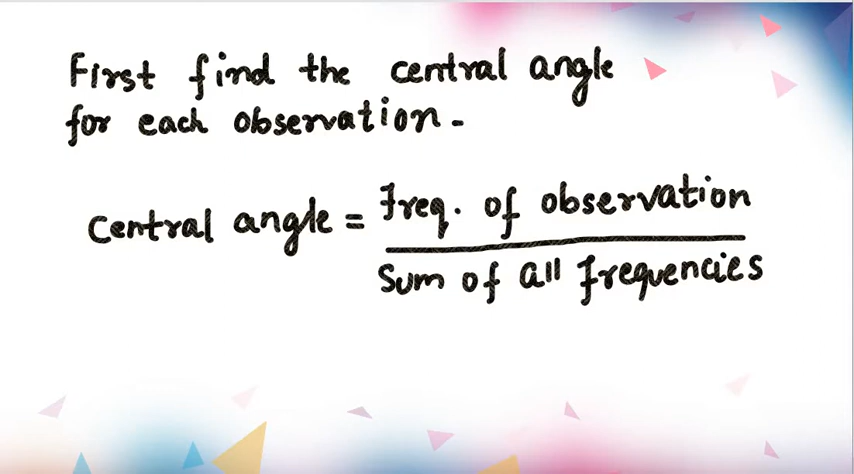 First find the central angle
for each observation.
Central angle = Freq. of observation
Sum of all frequencies